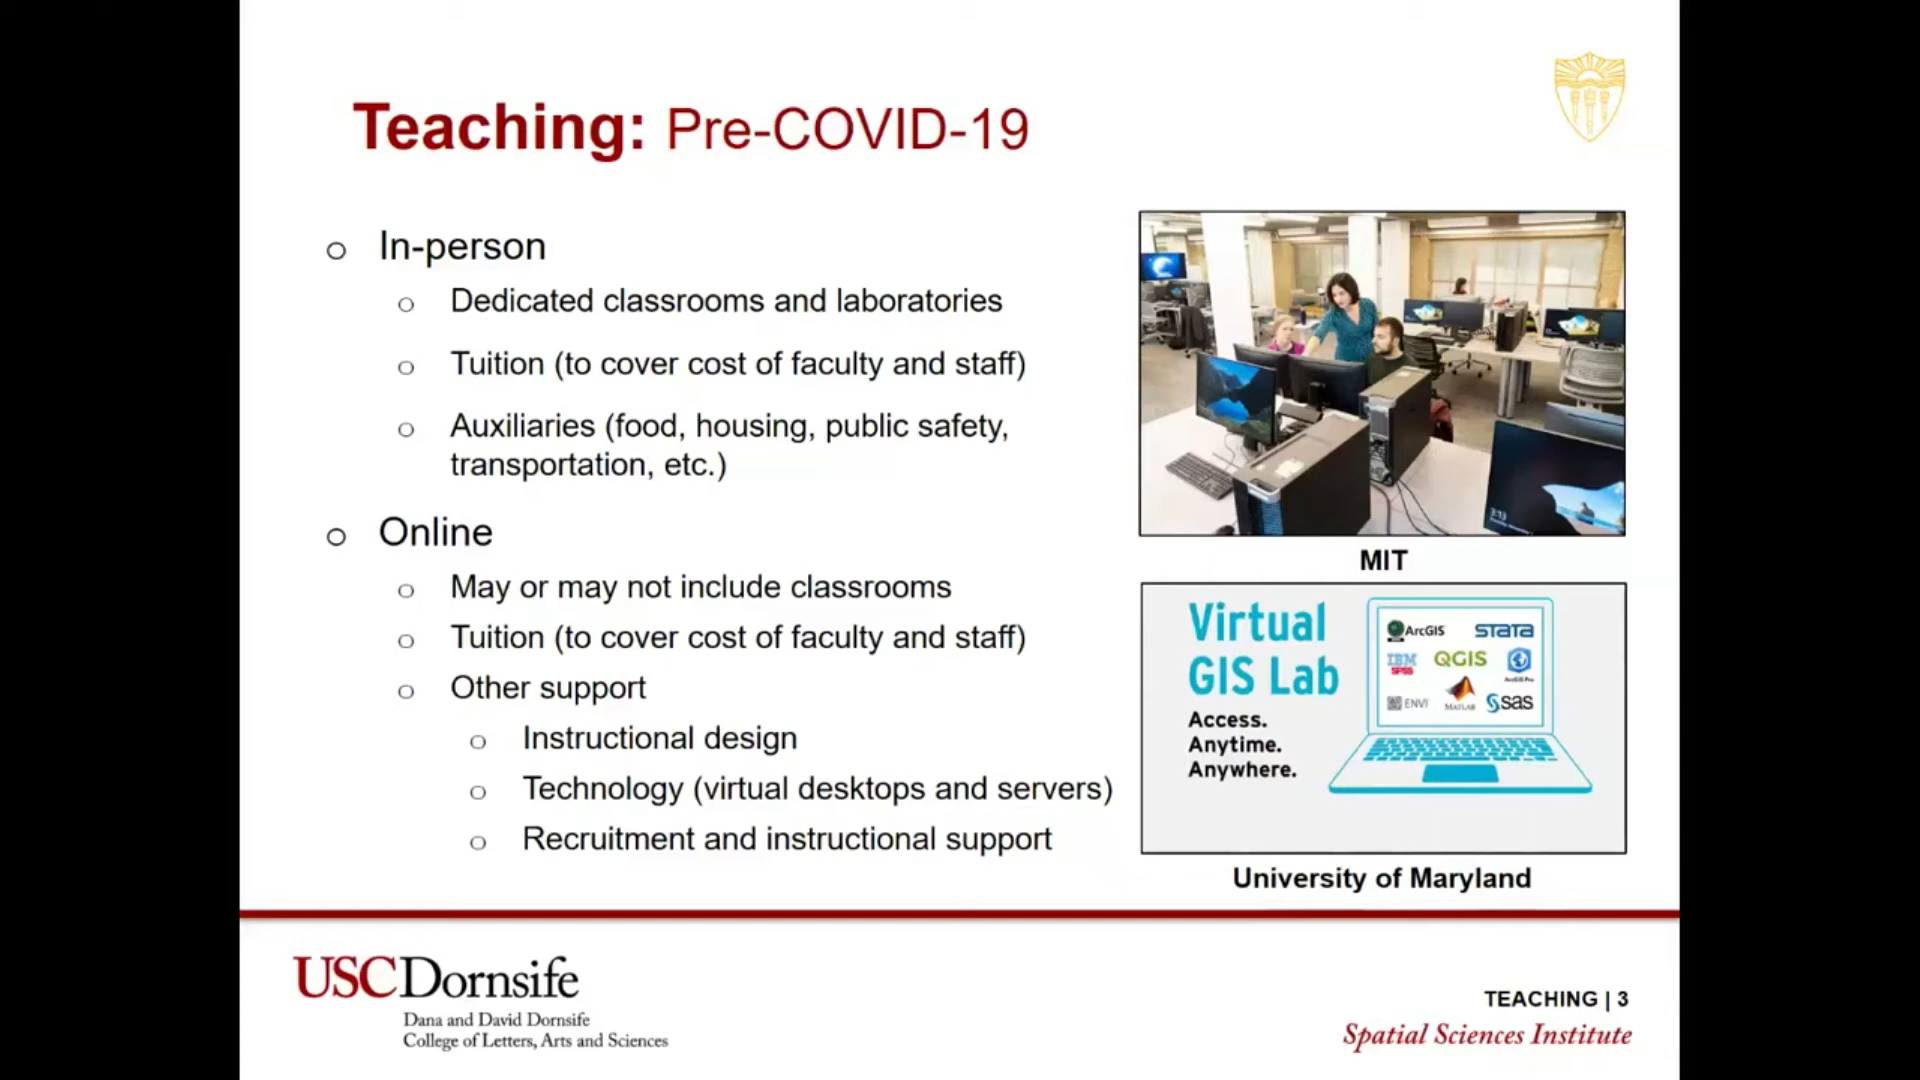 Teaching: Pre-COVID-19
o In-person
o Dedicated classrooms and laboratories
o Tuition (to cover cost of faculty and staff)
o Auxiliaries (food, housing, public safety,
transportation, etc.)
o Online
o May or may not include classrooms
o Tuition (to cover cost of faculty and staff)
o Other support
o Instructional design
o Technology (virtual desktops and servers)
o Recruitment and instructional support
3:13
MIT
Virtual
GIS Lab
Access.
Anytime.
Anywhere.
ArcGIS STATA
IBM SPSS QGIS ArcGIS Pro
ENVI MATLAB sas
University of Maryland
USC Dornsife
Dana and David Dornsife
College of Letters, Arts and Sciences
TEACHING | 3
Spatial Sciences Institute